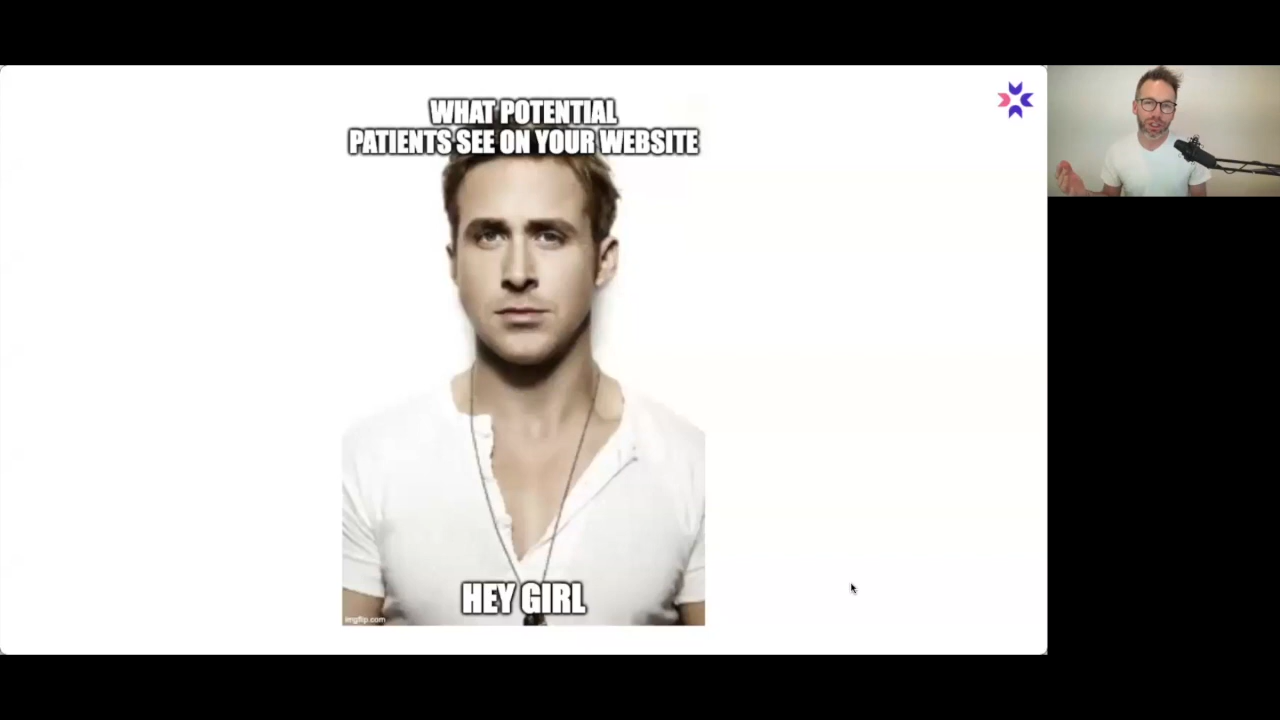 WHAT POTENTIAL
PATIENTS SEE ON YOUR WEBSITE
HEY GIRL
imgflip.com